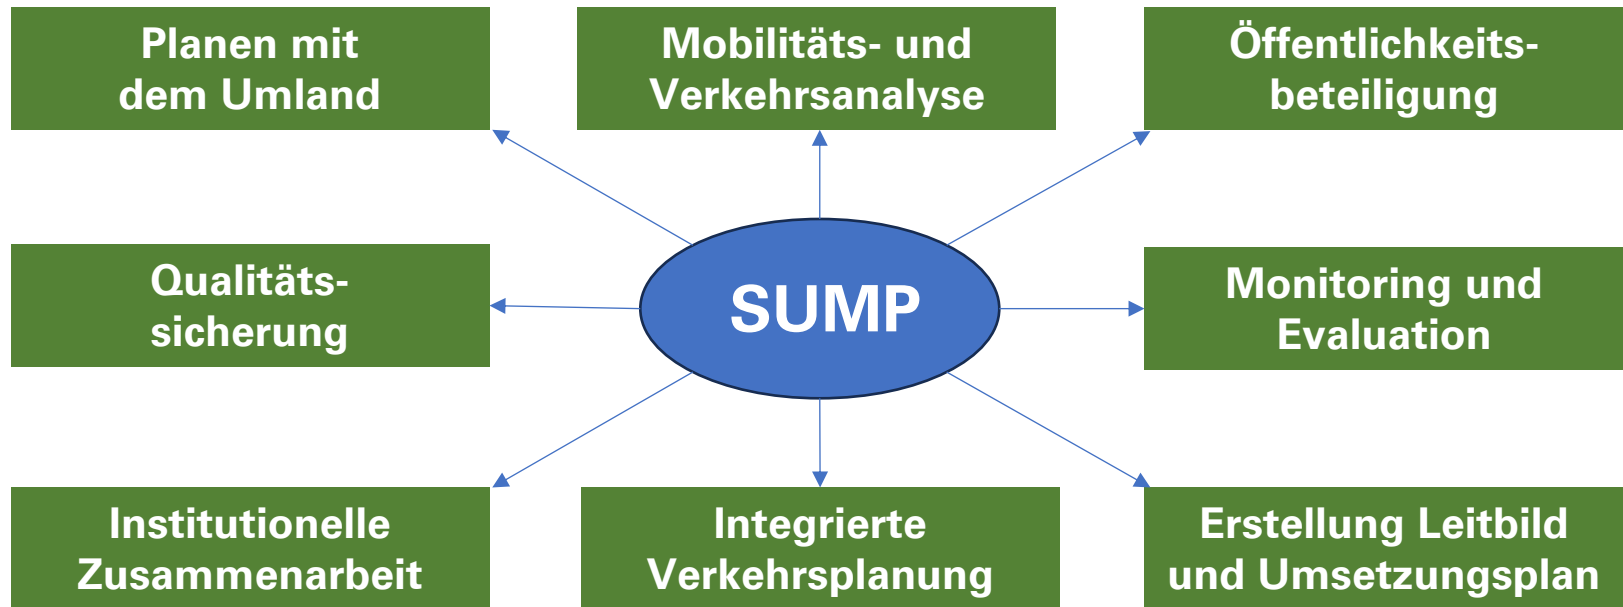 Planen mit
dem Umland
Mobilitäts- und
Verkehrsanalyse
Öffentlichkeits-
beteiligung
Qualitäts-
sicherung
SUMP
Monitoring und
Evaluation
Institutionelle
Zusammenarbeit
Integrierte
Verkehrsplanung
Erstellung Leitbild
und Umsetzungsplan